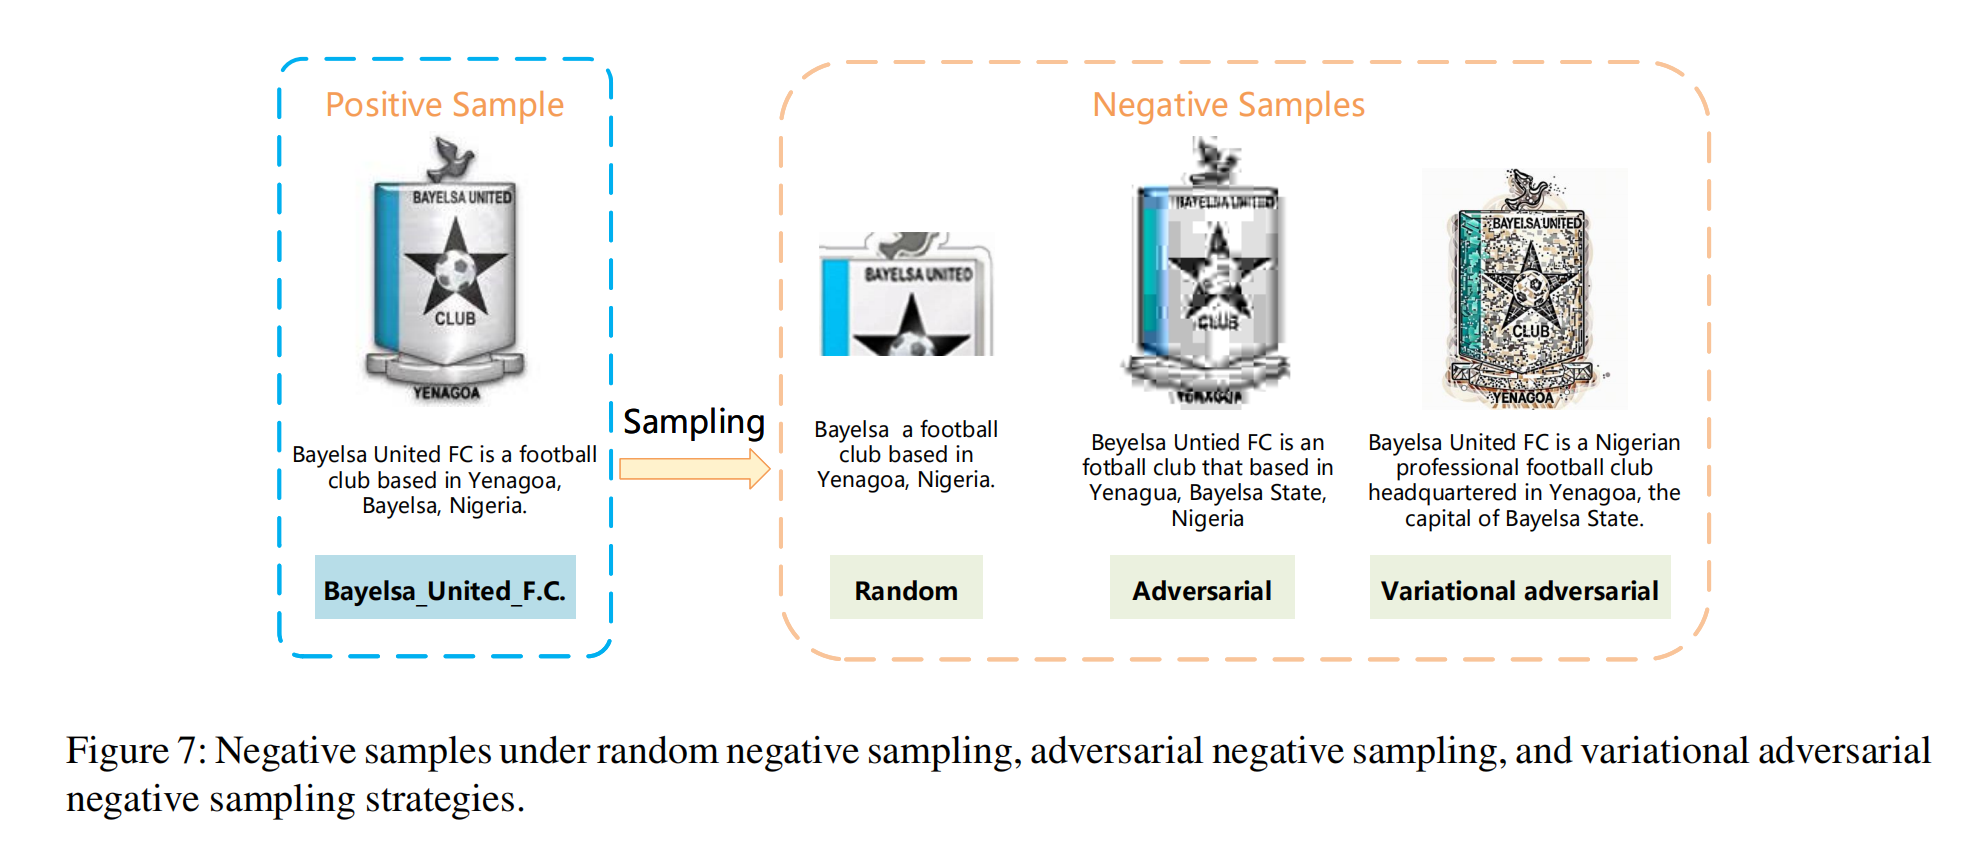 Positive Sample
BAYELSA UNITED
CLUB
YENAGOA
Bayelsa United FC is a football
club based in Yenagoa,
Bayelsa, Nigeria.
Bayelsa_United_F.C.
Sampling
Negative Samples
BAYELSA UNITED
Bayelsa a football
club based in
Yenagoa, Nigeria.
Random
BAYELSA UNITED
CLUB
YENAGOA
Beyelsa Untied FC is an
fotball club that based in
Yenagua, Bayelsa State,
Nigeria
Adversarial
BAYELSA UNITED
CLUB
YENAGOA
Bayelsa United FC is a Nigerian
professional football club
headquartered in Yenagoa, the
capital of Bayelsa State.
Variational adversarial
Figure 7: Negative samples under random negative sampling, adversarial negative sampling, and variational adversarial
negative sampling strategies.